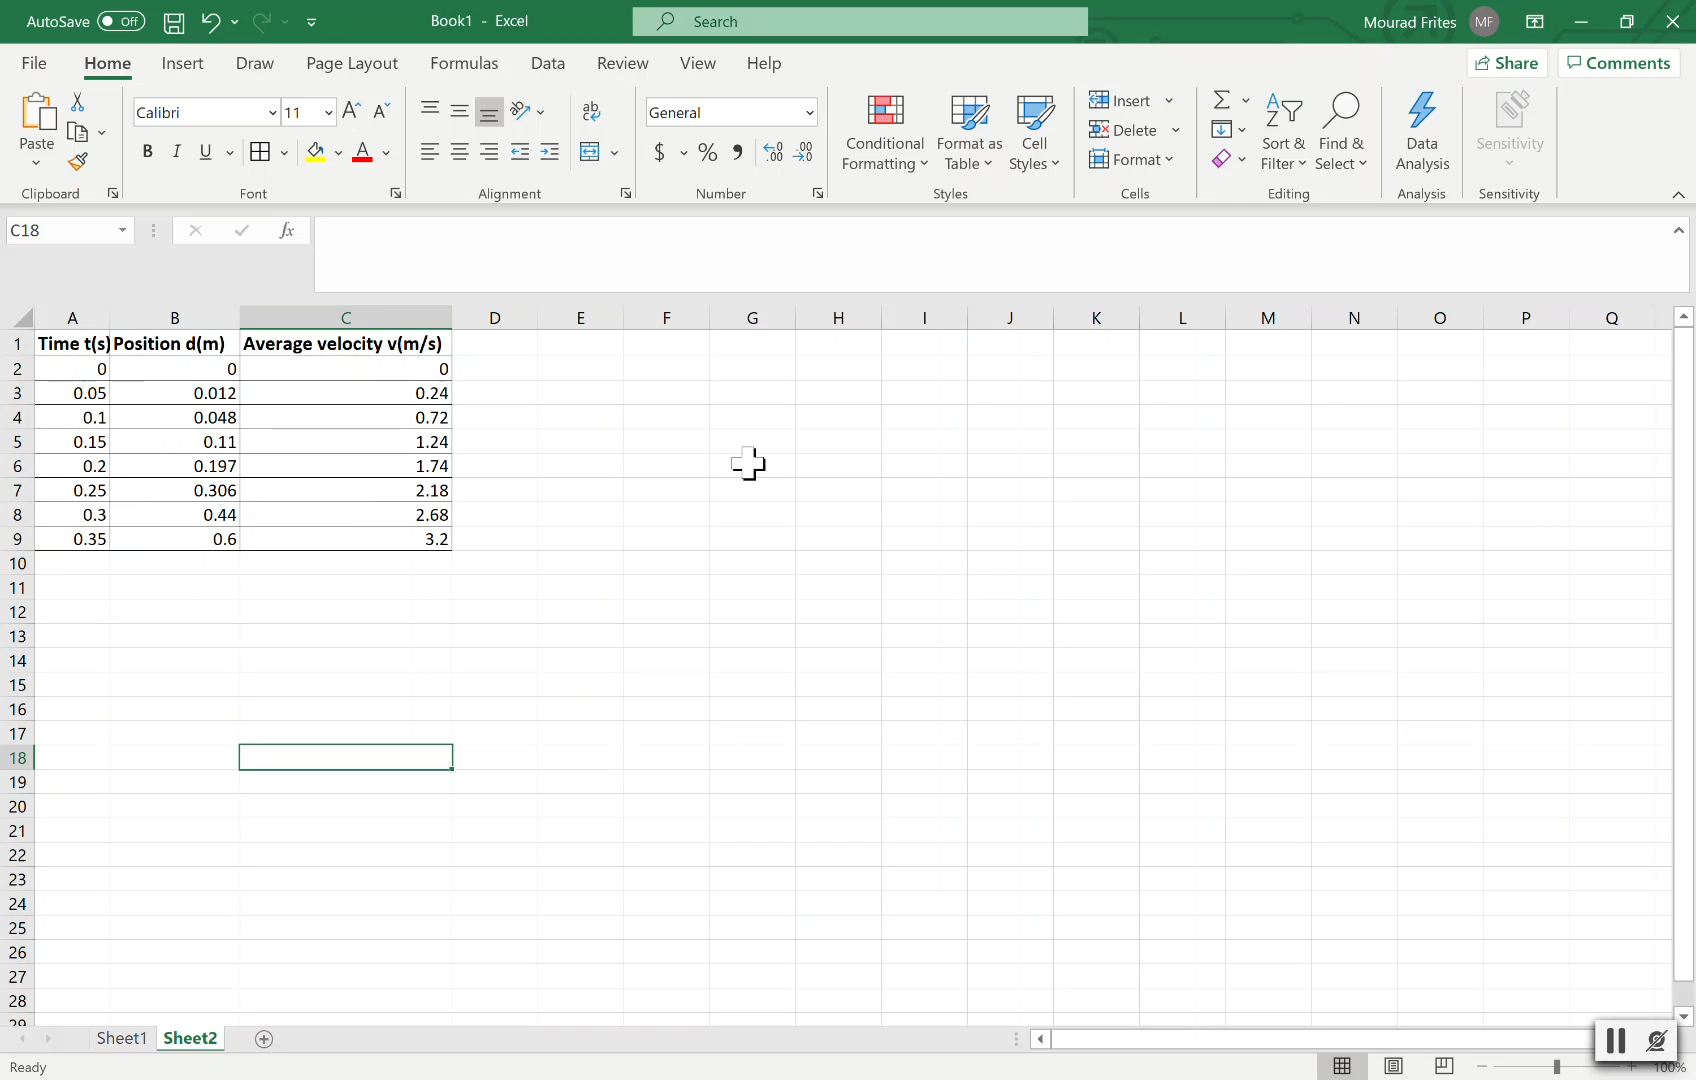 AutoSave Off Book1 - Excel Search Mourad Frites MF
File Home Insert Draw Page Layout Formulas Data Review View Help Share Comments
Paste Calibri 11 General Conditional Formatting Format as Table Cell Styles Insert Delete Format Sort & Filter Find & Select Data Analysis Sensitivity
Clipboard Font Alignment Number Styles Cells Editing Analysis Sensitivity
C18 fx
A B C D E F G H I J K L M N O P Q
1 Time t(s) Position d(m) Average velocity v(m/s)
2 0 0 0
3 0.05 0.012 0.24
4 0.1 0.048 0.72
5 0.15 0.11 1.24
6 0.2 0.197 1.74
7 0.25 0.306 2.18
8 0.3 0.44 2.68
9 0.35 0.6 3.2
10
11
12
13
14
15
16
17
18
19
20
21
22
23
24
25
26
27
28
29
Sheet1 Sheet2
Ready 100%